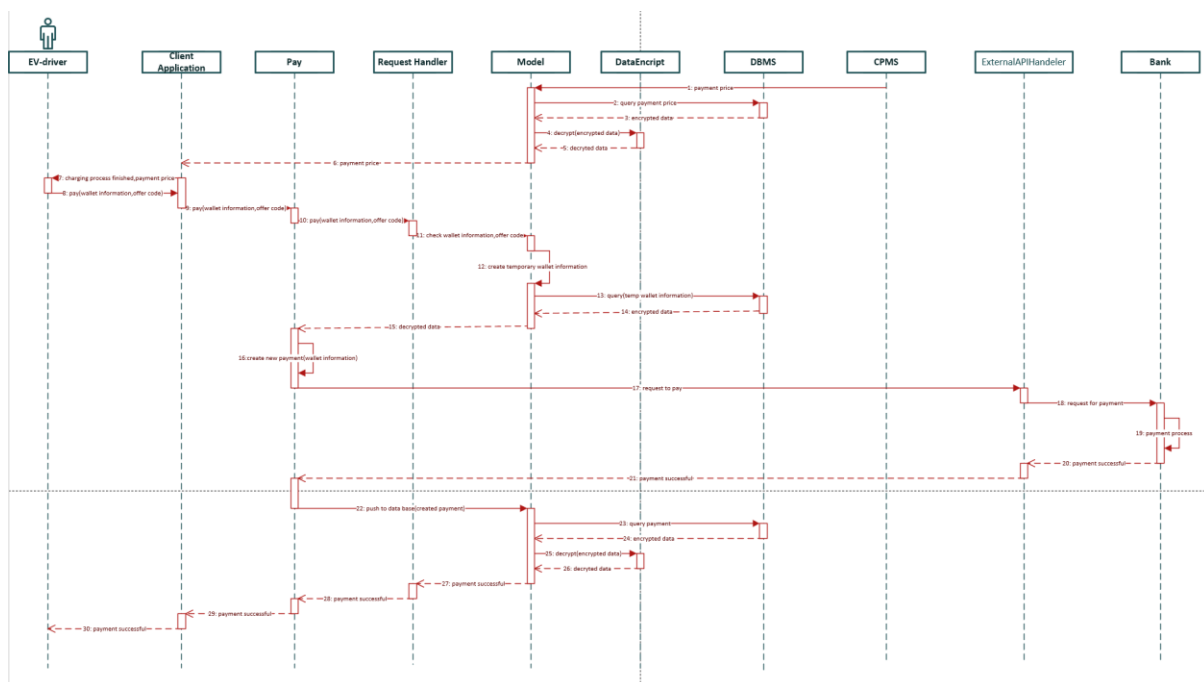 EV-driver
Client
Application
Pay
Request Handler
Model
DataEncript
DBMS
CPMS
ExternalAPIHandeler
Bank
1: payment price
2: query payment price
3: encrypted data
4: decrypt(encrypted data)
5: decryted data
6: payment price
7: charging process finished,payment price
8: pay(wallet information,offer code)
9: pay(wallet information,offer code)
10: pay(wallet information,offer code)
11: check wallet information,offer code
12: create temporary wallet information
13: query(temp wallet information)
14: encrypted data
15: decrypted data
16:create new payment(wallet information)
17: request to pay
18: request for payment
19: payment process
20: payment successful
21: payment successful
22: push to data base(created payment)
23: query payment
24: encrypted data
25: decrypt(encrypted data)
26: decryted data
27: payment successful
28: payment successful
29: payment successful
30: payment successful